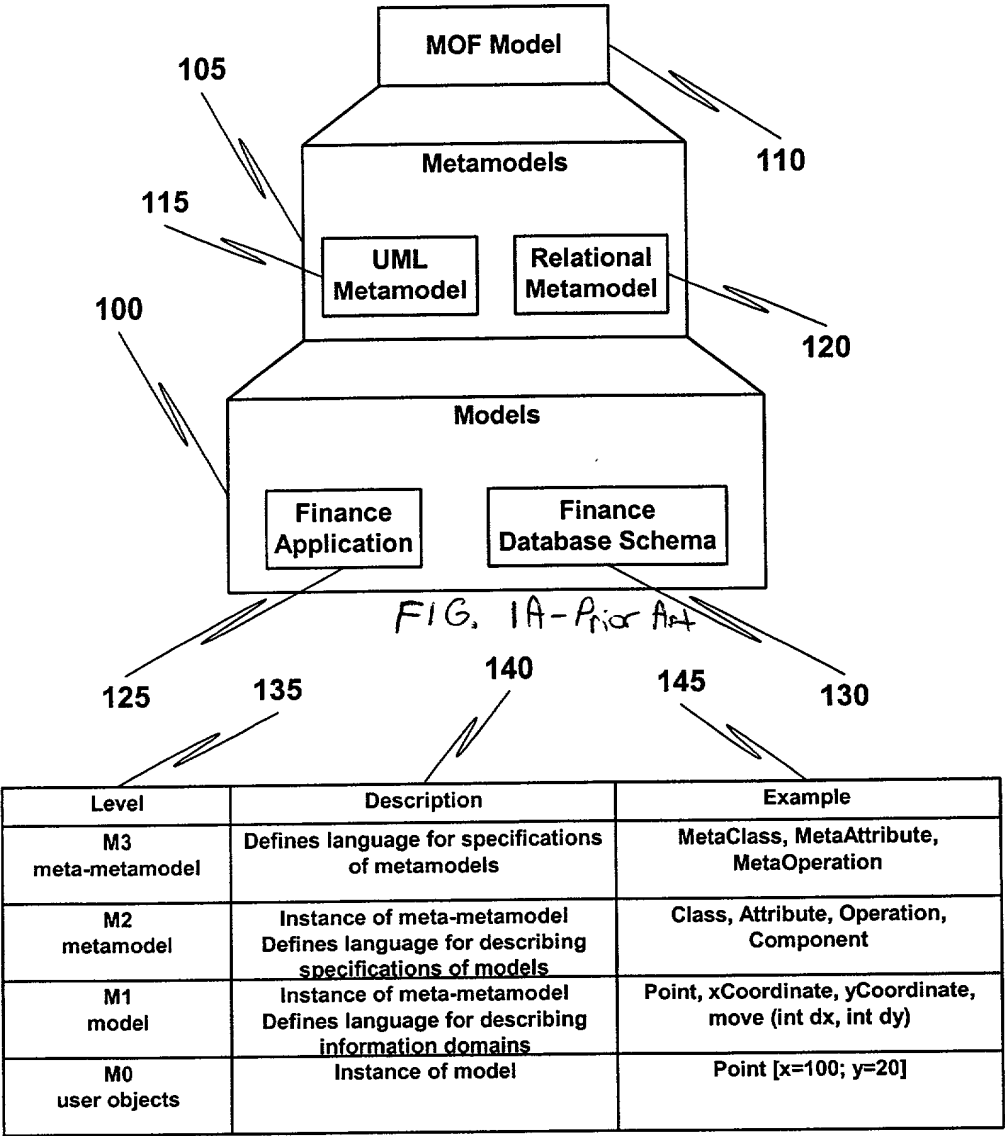 MOF Model
105
110
Metamodels
115
UML
Metamodel
Relational
Metamodel
100
120
Models
Finance
Application
Finance
Database Schema
FIG. 1A-Prior Art
125
135
140
145
130
Level
Description
Example
M3
meta-metamodel
Defines language for specifications
of metamodels
MetaClass, MetaAttribute,
MetaOperation
M2
metamodel
Instance of meta-metamodel
Defines language for describing
specifications of models
Class, Attribute, Operation,
Component
M1
model
Instance of meta-metamodel
Defines language for describing
information domains
Point, xCoordinate, yCoordinate,
move (int dx, int dy)
M0
user objects
Instance of model
Point [x=100; y=20]